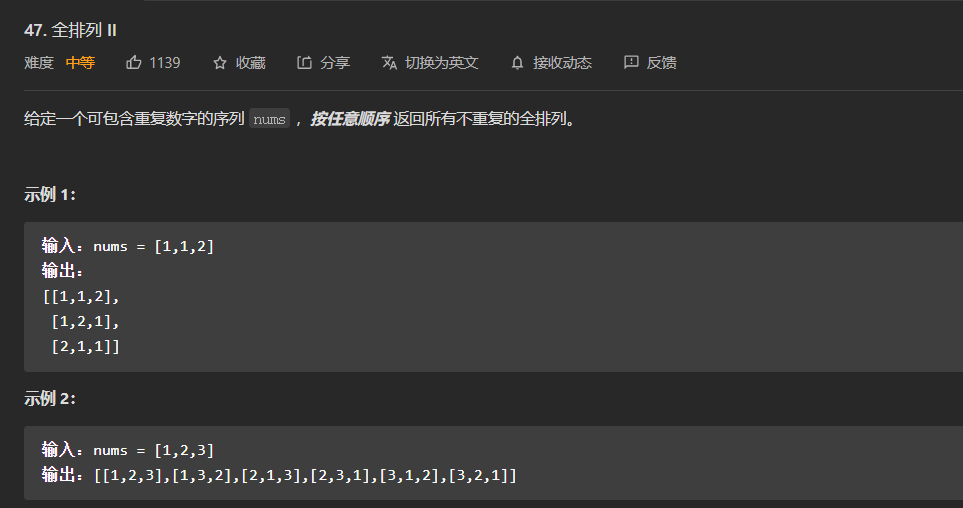 47. 全排列 II
难度 中等 1139 收藏 分享 切换为英文 接收动态 反馈
给定一个可包含重复数字的序列 nums ，按任意顺序 返回所有不重复的全排列。
示例 1：
输入：nums = [1,1,2]
输出：
[[1,1,2],
 [1,2,1],
 [2,1,1]]
示例 2：
输入：nums = [1,2,3]
输出：[[1,2,3],[1,3,2],[2,1,3],[2,3,1],[3,1,2],[3,2,1]]